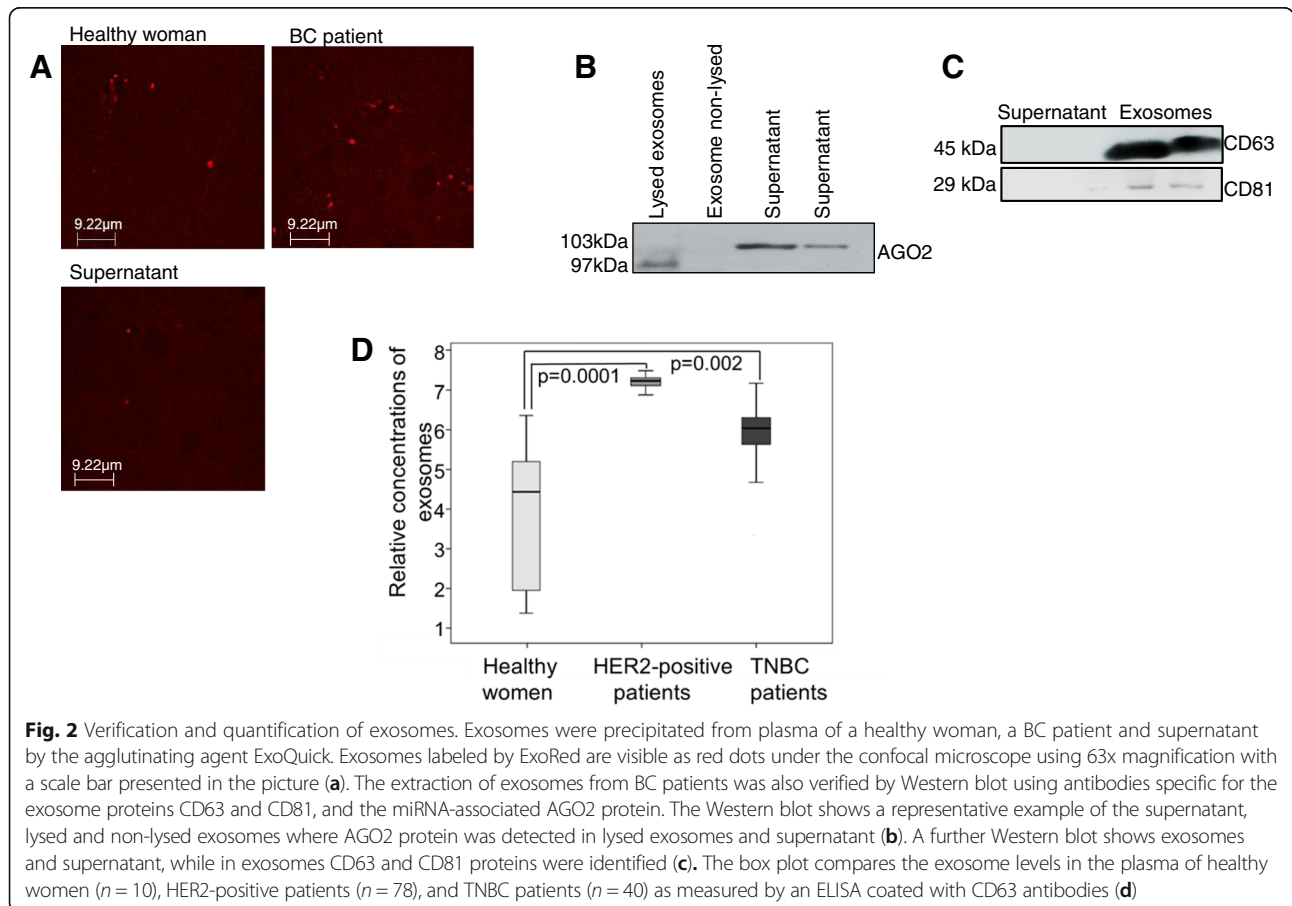 A
Healthy woman
BC patient
9.22µm
9.22µm
Supernatant
9.22µm
B
Lysed exosomes
Exosome non-lysed
Supernatant
Supernatant
103kDa
97kDa
AGO2
C
Supernatant Exosomes
45 kDa
CD63
29 kDa
CD81
D
Relative concentrations of
exosomes
8
7
6
5
4
3
2
1
p=0.0001
p=0.002
Healthy
women
HER2-positive
patients
TNBC
patients
Fig. 2 Verification and quantification of exosomes. Exosomes were precipitated from plasma of a healthy woman, a BC patient and supernatant
by the agglutinating agent ExoQuick. Exosomes labeled by ExoRed are visible as red dots under the confocal microscope using 63x magnification with
a scale bar presented in the picture (a). The extraction of exosomes from BC patients was also verified by Western blot using antibodies specific for the
exosome proteins CD63 and CD81, and the miRNA-associated AGO2 protein. The Western blot shows a representative example of the supernatant,
lysed and non-lysed exosomes where AGO2 protein was detected in lysed exosomes and supernatant (b). A further Western blot shows exosomes
and supernatant, while in exosomes CD63 and CD81 proteins were identified (c). The box plot compares the exosome levels in the plasma of healthy
women (n = 10), HER2-positive patients (n = 78), and TNBC patients (n = 40) as measured by an ELISA coated with CD63 antibodies (d)